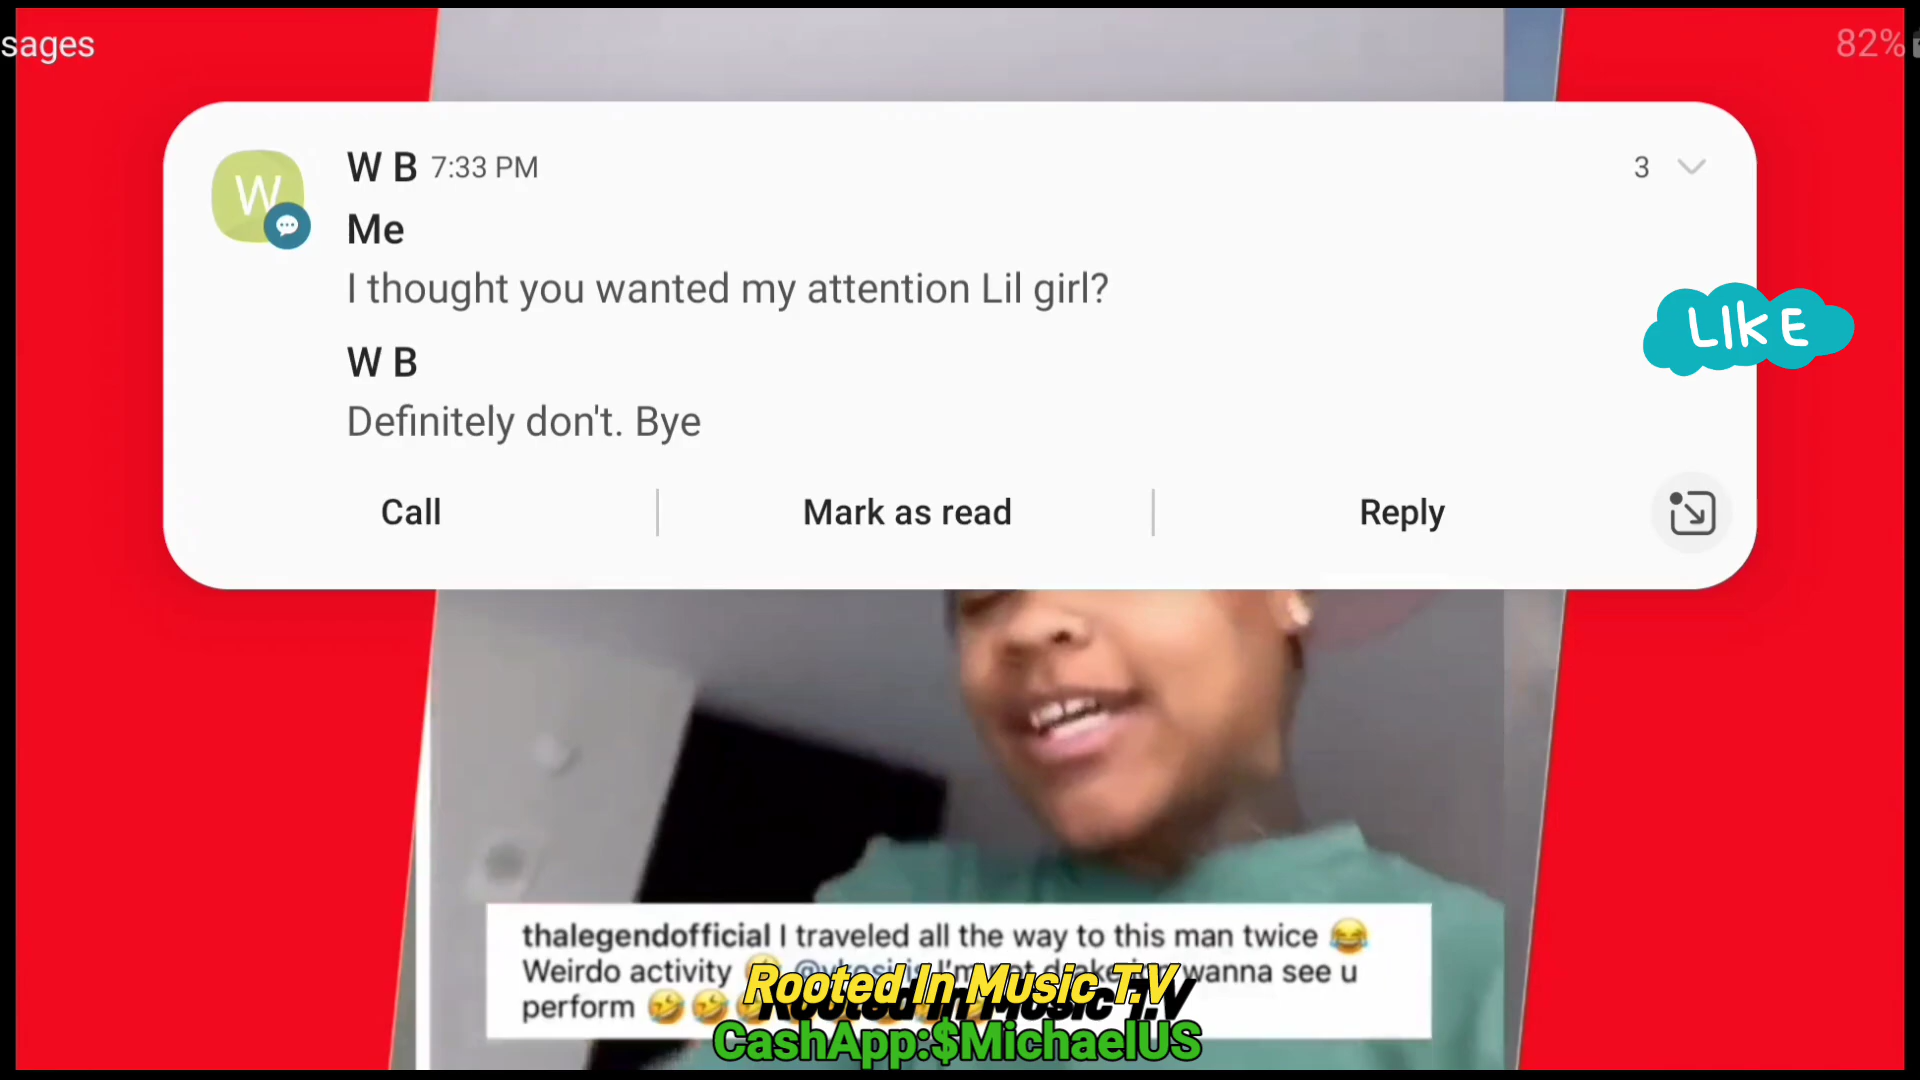 sages
82%
W B 7:33 PM
3
W
Me
I thought you wanted my attention Lil girl?
LIKE
W B
Definitely don't. Bye
Call
Mark as read
Reply
thalegendofficial I traveled all the way to this man twice 😂
Weirdo activity wanna see u
perform 🤣🤣
Rooted In Music T.V
CashApp:$MichaelUS